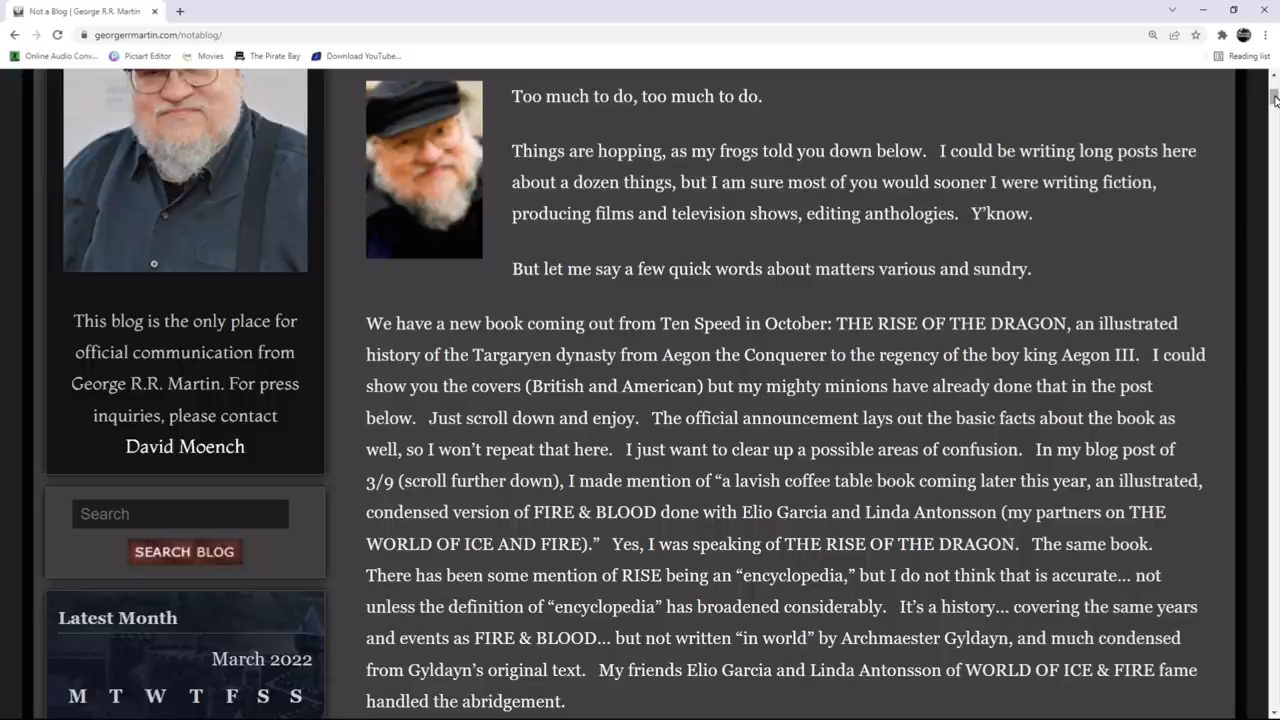 Not a Blog | George R.R. Martin
georgerrmartin.com/notablog/
Online Audio Conv...
Picsart Editor
Movies
The Pirate Bay
Download YouTube...
Reading list
This blog is the only place for
official communication from
George R.R. Martin. For press
inquiries, please contact
David Moench
Search
SEARCH BLOG
Latest Month
March 2022
M T W T F S S
Too much to do, too much to do.
Things are hopping, as my frogs told you down below. I could be writing long posts here
about a dozen things, but I am sure most of you would sooner I were writing fiction,
producing films and television shows, editing anthologies. Y'know.
But let me say a few quick words about matters various and sundry.
We have a new book coming out from Ten Speed in October: THE RISE OF THE DRAGON, an illustrated
history of the Targaryen dynasty from Aegon the Conquerer to the regency of the boy king Aegon III. I could
show you the covers (British and American) but my mighty minions have already done that in the post
below. Just scroll down and enjoy. The official announcement lays out the basic facts about the book as
well, so I won't repeat that here. I just want to clear up a possible areas of confusion. In my blog post of
3/9 (scroll further down), I made mention of “a lavish coffee table book coming later this year, an illustrated,
condensed version of FIRE & BLOOD done with Elio Garcia and Linda Antonsson (my partners on THE
WORLD OF ICE AND FIRE).” Yes, I was speaking of THE RISE OF THE DRAGON. The same book.
There has been some mention of RISE being an “encyclopedia,” but I do not think that is accurate... not
unless the definition of “encyclopedia” has broadened considerably. It's a history... covering the same years
and events as FIRE & BLOOD... but not written “in world” by Archmaester Gyldayn, and much condensed
from Gyldayn's original text. My friends Elio Garcia and Linda Antonsson of WORLD OF ICE & FIRE fame
handled the abridgement.